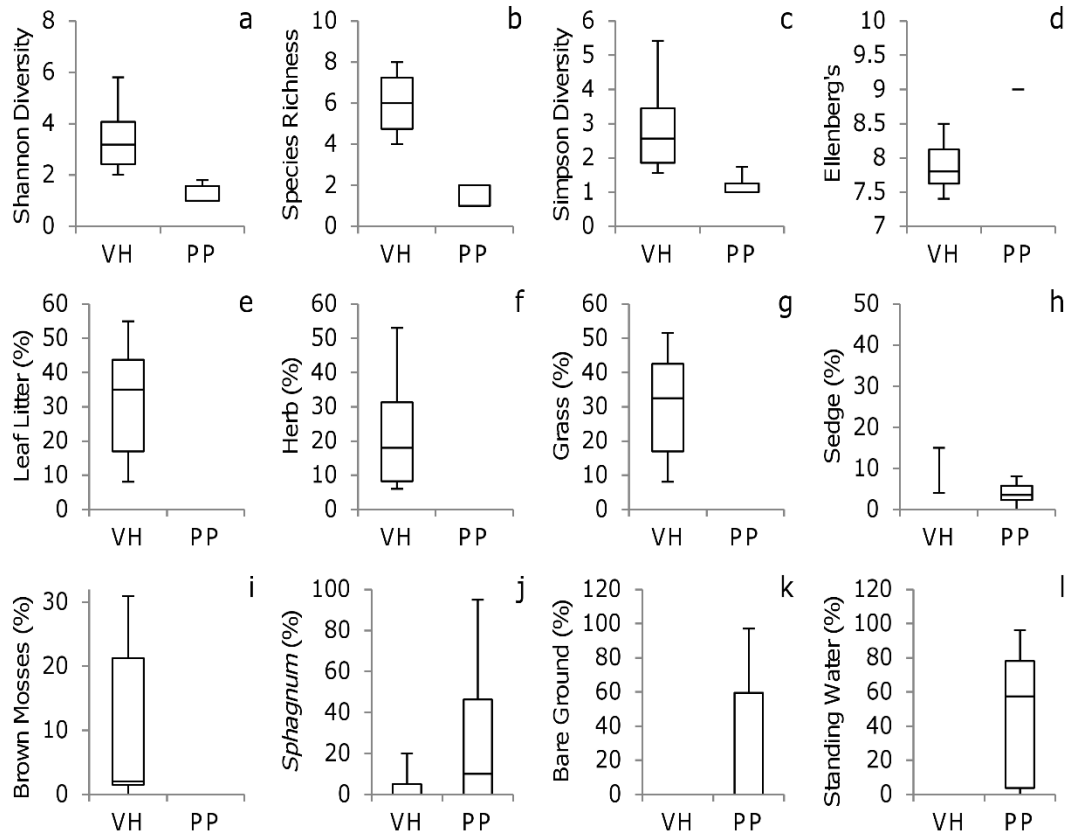 a
Shannon Diversity
8
6
4
2
0
VH PP
b
Species Richness
10
8
6
4
2
0
VH PP
c
Simpson Diversity
6
5
4
3
2
1
0
VH PP
d
Ellenberg's
9.5
9
8.5
8
7.5
7
VH PP
e
Leaf Litter (%)
60
50
40
30
20
10
0
VH PP
f
Herb (%)
60
50
40
30
20
10
0
VH PP
g
Grass (%)
60
50
40
30
20
10
0
VH PP
h
Sedge (%)
50
40
30
20
10
0
VH PP
i
Brown Mosses (%)
30
20
10
0
VH PP
j
Sphagnum (%)
100
80
60
40
20
0
VH PP
k
Bare Ground (%)
120
100
80
60
40
20
0
VH PP
l
Standing Water (%)
120
100
80
60
40
20
0
VH PP